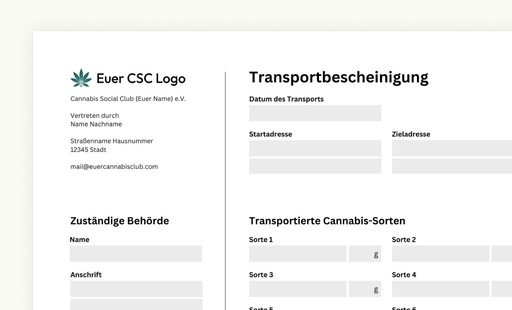 Euer CSC Logo
Cannabis Social Club (Euer Name) e.V.
Vertreten durch
Name Nachname
Straßenname Hausnummer
12345 Stadt
mail@euercannabisclub.com
Zuständige Behörde
Name
Anschrift
Transportbescheinigung
Datum des Transports
Startadresse
Zieladresse
Transportierte Cannabis-Sorten
Sorte 1
Sorte 2
g
Sorte 3
Sorte 4
g
Sorte 5
Sorte 6